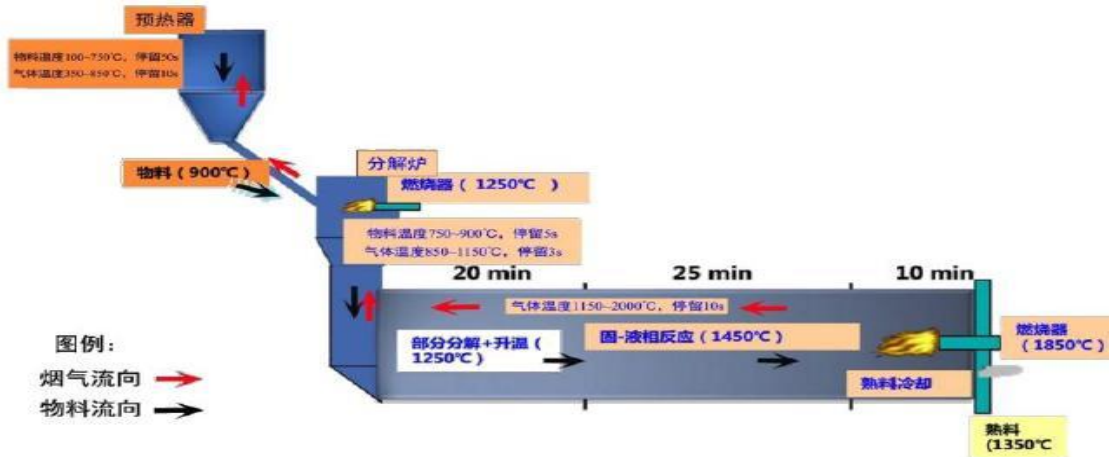 预热器
物料温度100~750℃，停留50s
气体温度350~850℃，停留10s
物料（900℃）
分解炉
燃烧器（1250℃ ）
物料温度750~900℃，停留5s
气体温度850~1150℃，停留3s
20 min
25 min
10 min
气体温度1150~2000℃，停留10s
部分分解+升温（
1250℃）
固-液相反应（1450℃）
燃烧器
（1850℃）
熟料冷却
熟料
(1350℃
图例：
烟气流向
物料流向